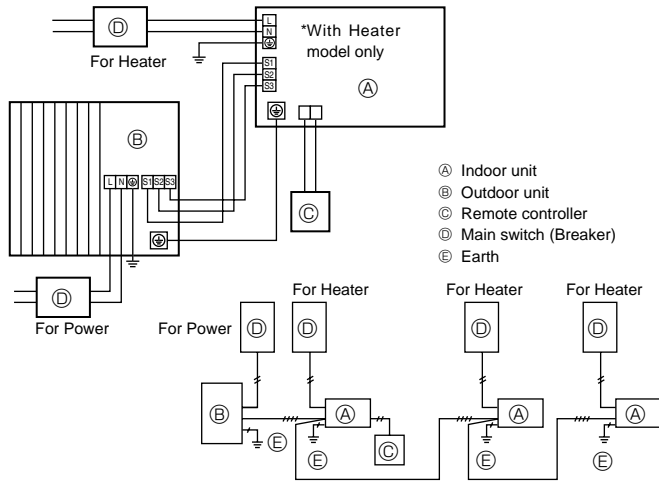 Ⓓ
For Heater
L
N
*With Heater
model only
S1
S2
S3
Ⓐ
Ⓑ
L N S1 S2 S3
Ⓒ
Ⓓ
For Power
Ⓐ Indoor unit
Ⓑ Outdoor unit
Ⓒ Remote controller
Ⓓ Main switch (Breaker)
Ⓔ Earth
For Heater For Heater For Heater
For Power Ⓓ Ⓓ Ⓓ Ⓓ
Ⓑ Ⓐ Ⓐ Ⓐ
Ⓔ Ⓒ
Ⓔ Ⓔ Ⓔ